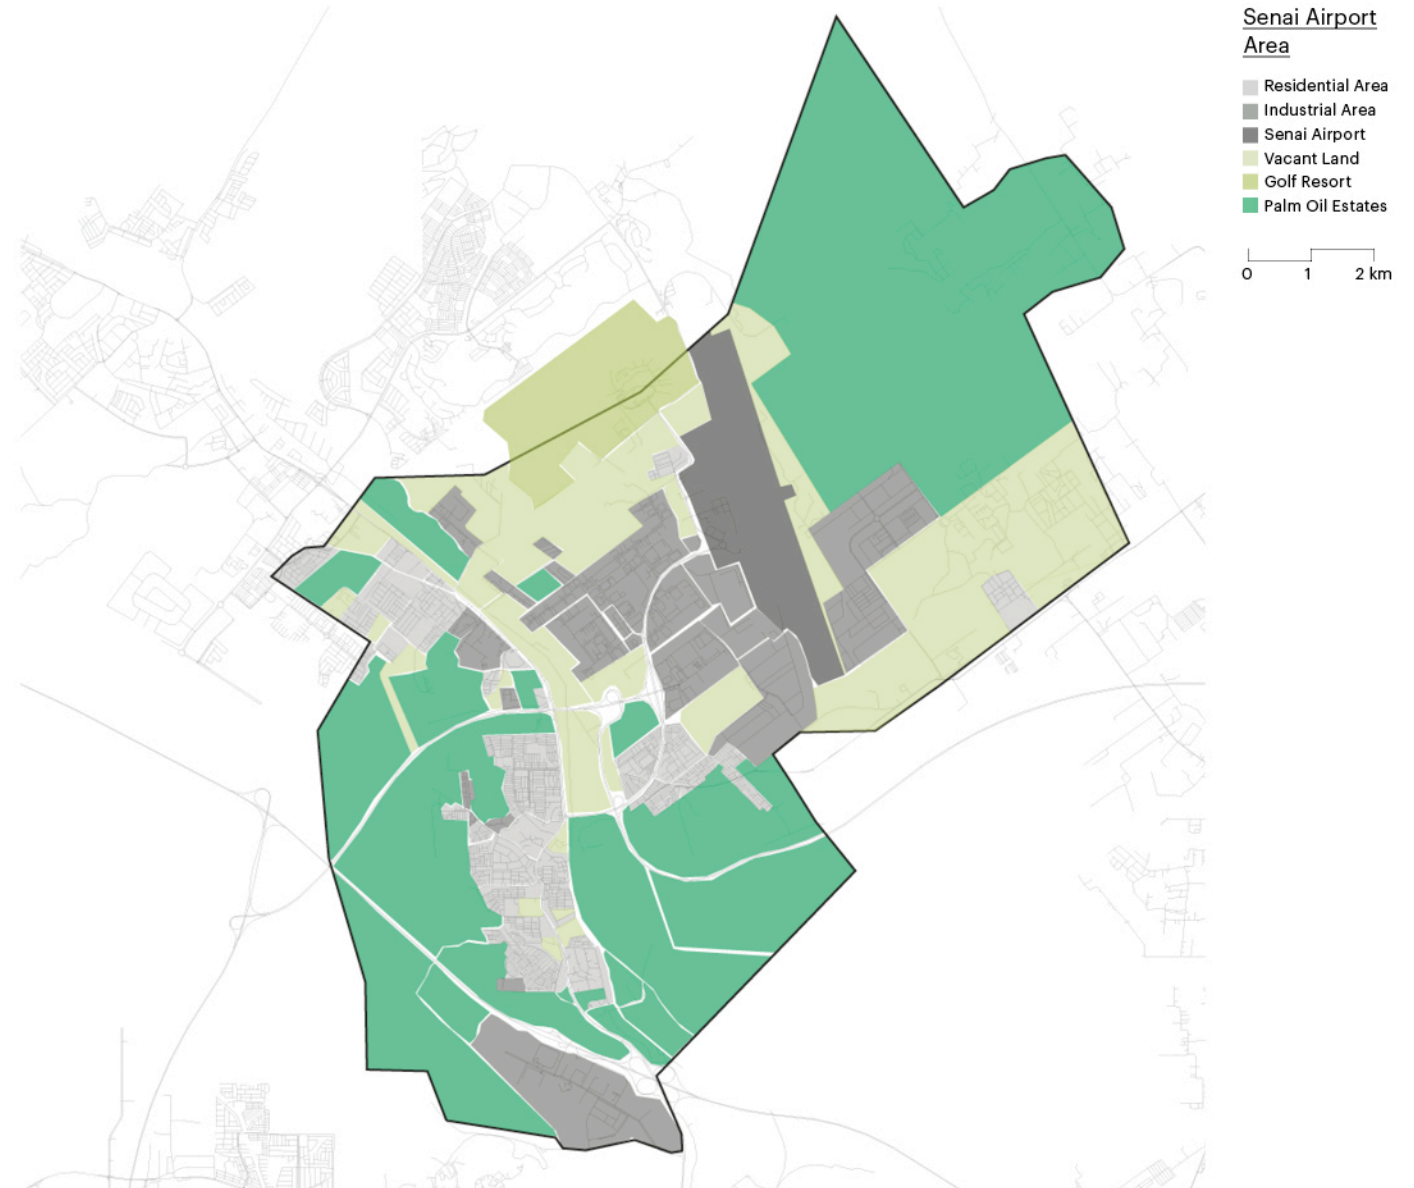 Senai Airport
Area
Residential Area
Industrial Area
Senai Airport
Vacant Land
Golf Resort
Palm Oil Estates
0 1 2 km